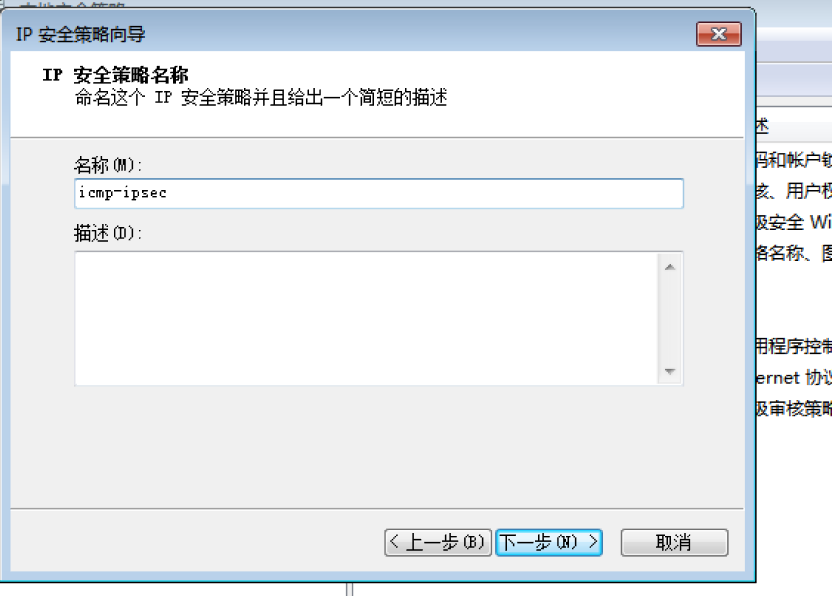 IP 安全策略向导
IP 安全策略名称
命名这个 IP 安全策略并且给出一个简短的描述
名称(M):
icmp-ipsec
描述(D):
< 上一步(B)
下一步(N) >
取消
述
码和帐户锁
核、用户权
级安全 Wi
络名称、图
用程序控制
ernet 协议
级审核策略